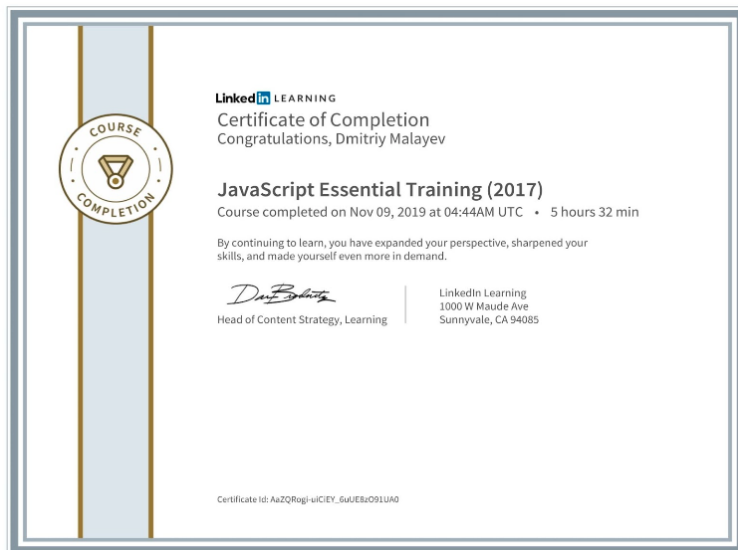 COURSE
COMPLETION
Linked in LEARNING
Certificate of Completion
Congratulations, Dmitriy Malayev
JavaScript Essential Training (2017)
Course completed on Nov 09, 2019 at 04:44AM UTC • 5 hours 32 min
By continuing to learn, you have expanded your perspective, sharpened your
skills, and made yourself even more in demand.
Head of Content Strategy, Learning
LinkedIn Learning
1000 W Maude Ave
Sunnyvale, CA 94085
Certificate Id: AaZQRogi-uiCiEY_6uUE8zO91UA0